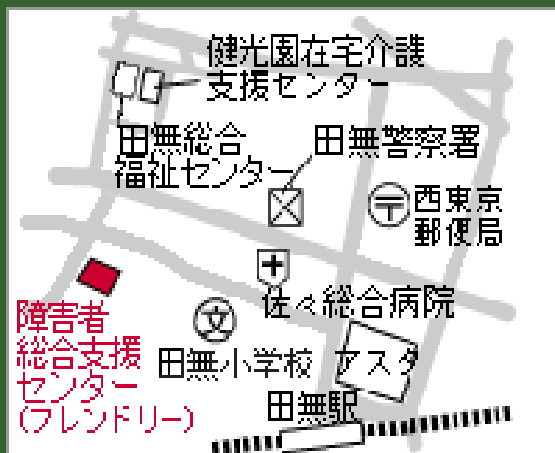 健光園在宅介護
支援センター
田無総合
福祉センター
田無警察署
西東京
郵便局
佐々総合病院
文
田無小学校
アスタ
田無駅
障害者
総合支援
センター
(フレンドリー)